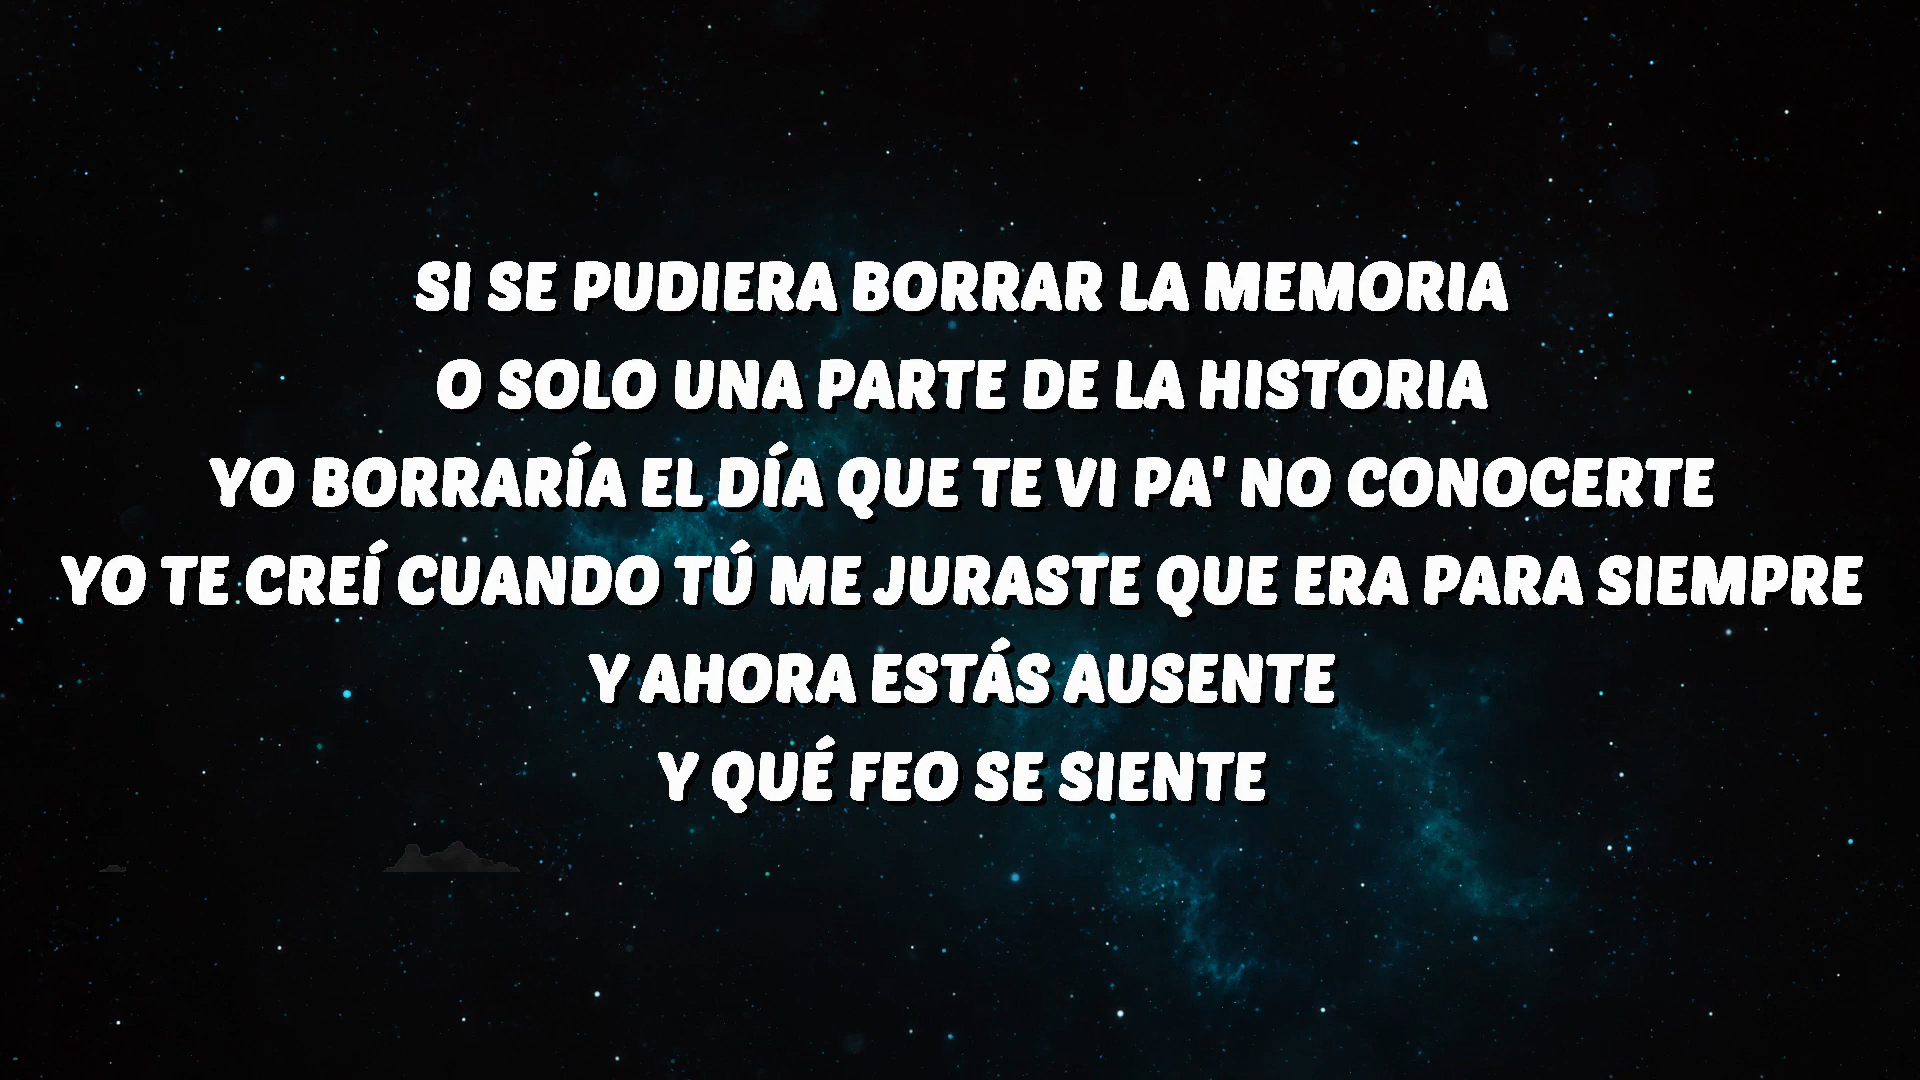 SI SE PUDIERA BORRAR LA MEMORIA
O SOLO UNA PARTE DE LA HISTORIA
YO BORRARÍA EL DÍA QUE TE VI PA' NO CONOCERTE
YO TE CREÍ CUANDO TÚ ME JURASTE QUE ERA PARA SIEMPRE
Y AHORA ESTÁS AUSENTE
Y QUÉ FEO SE SIENTE